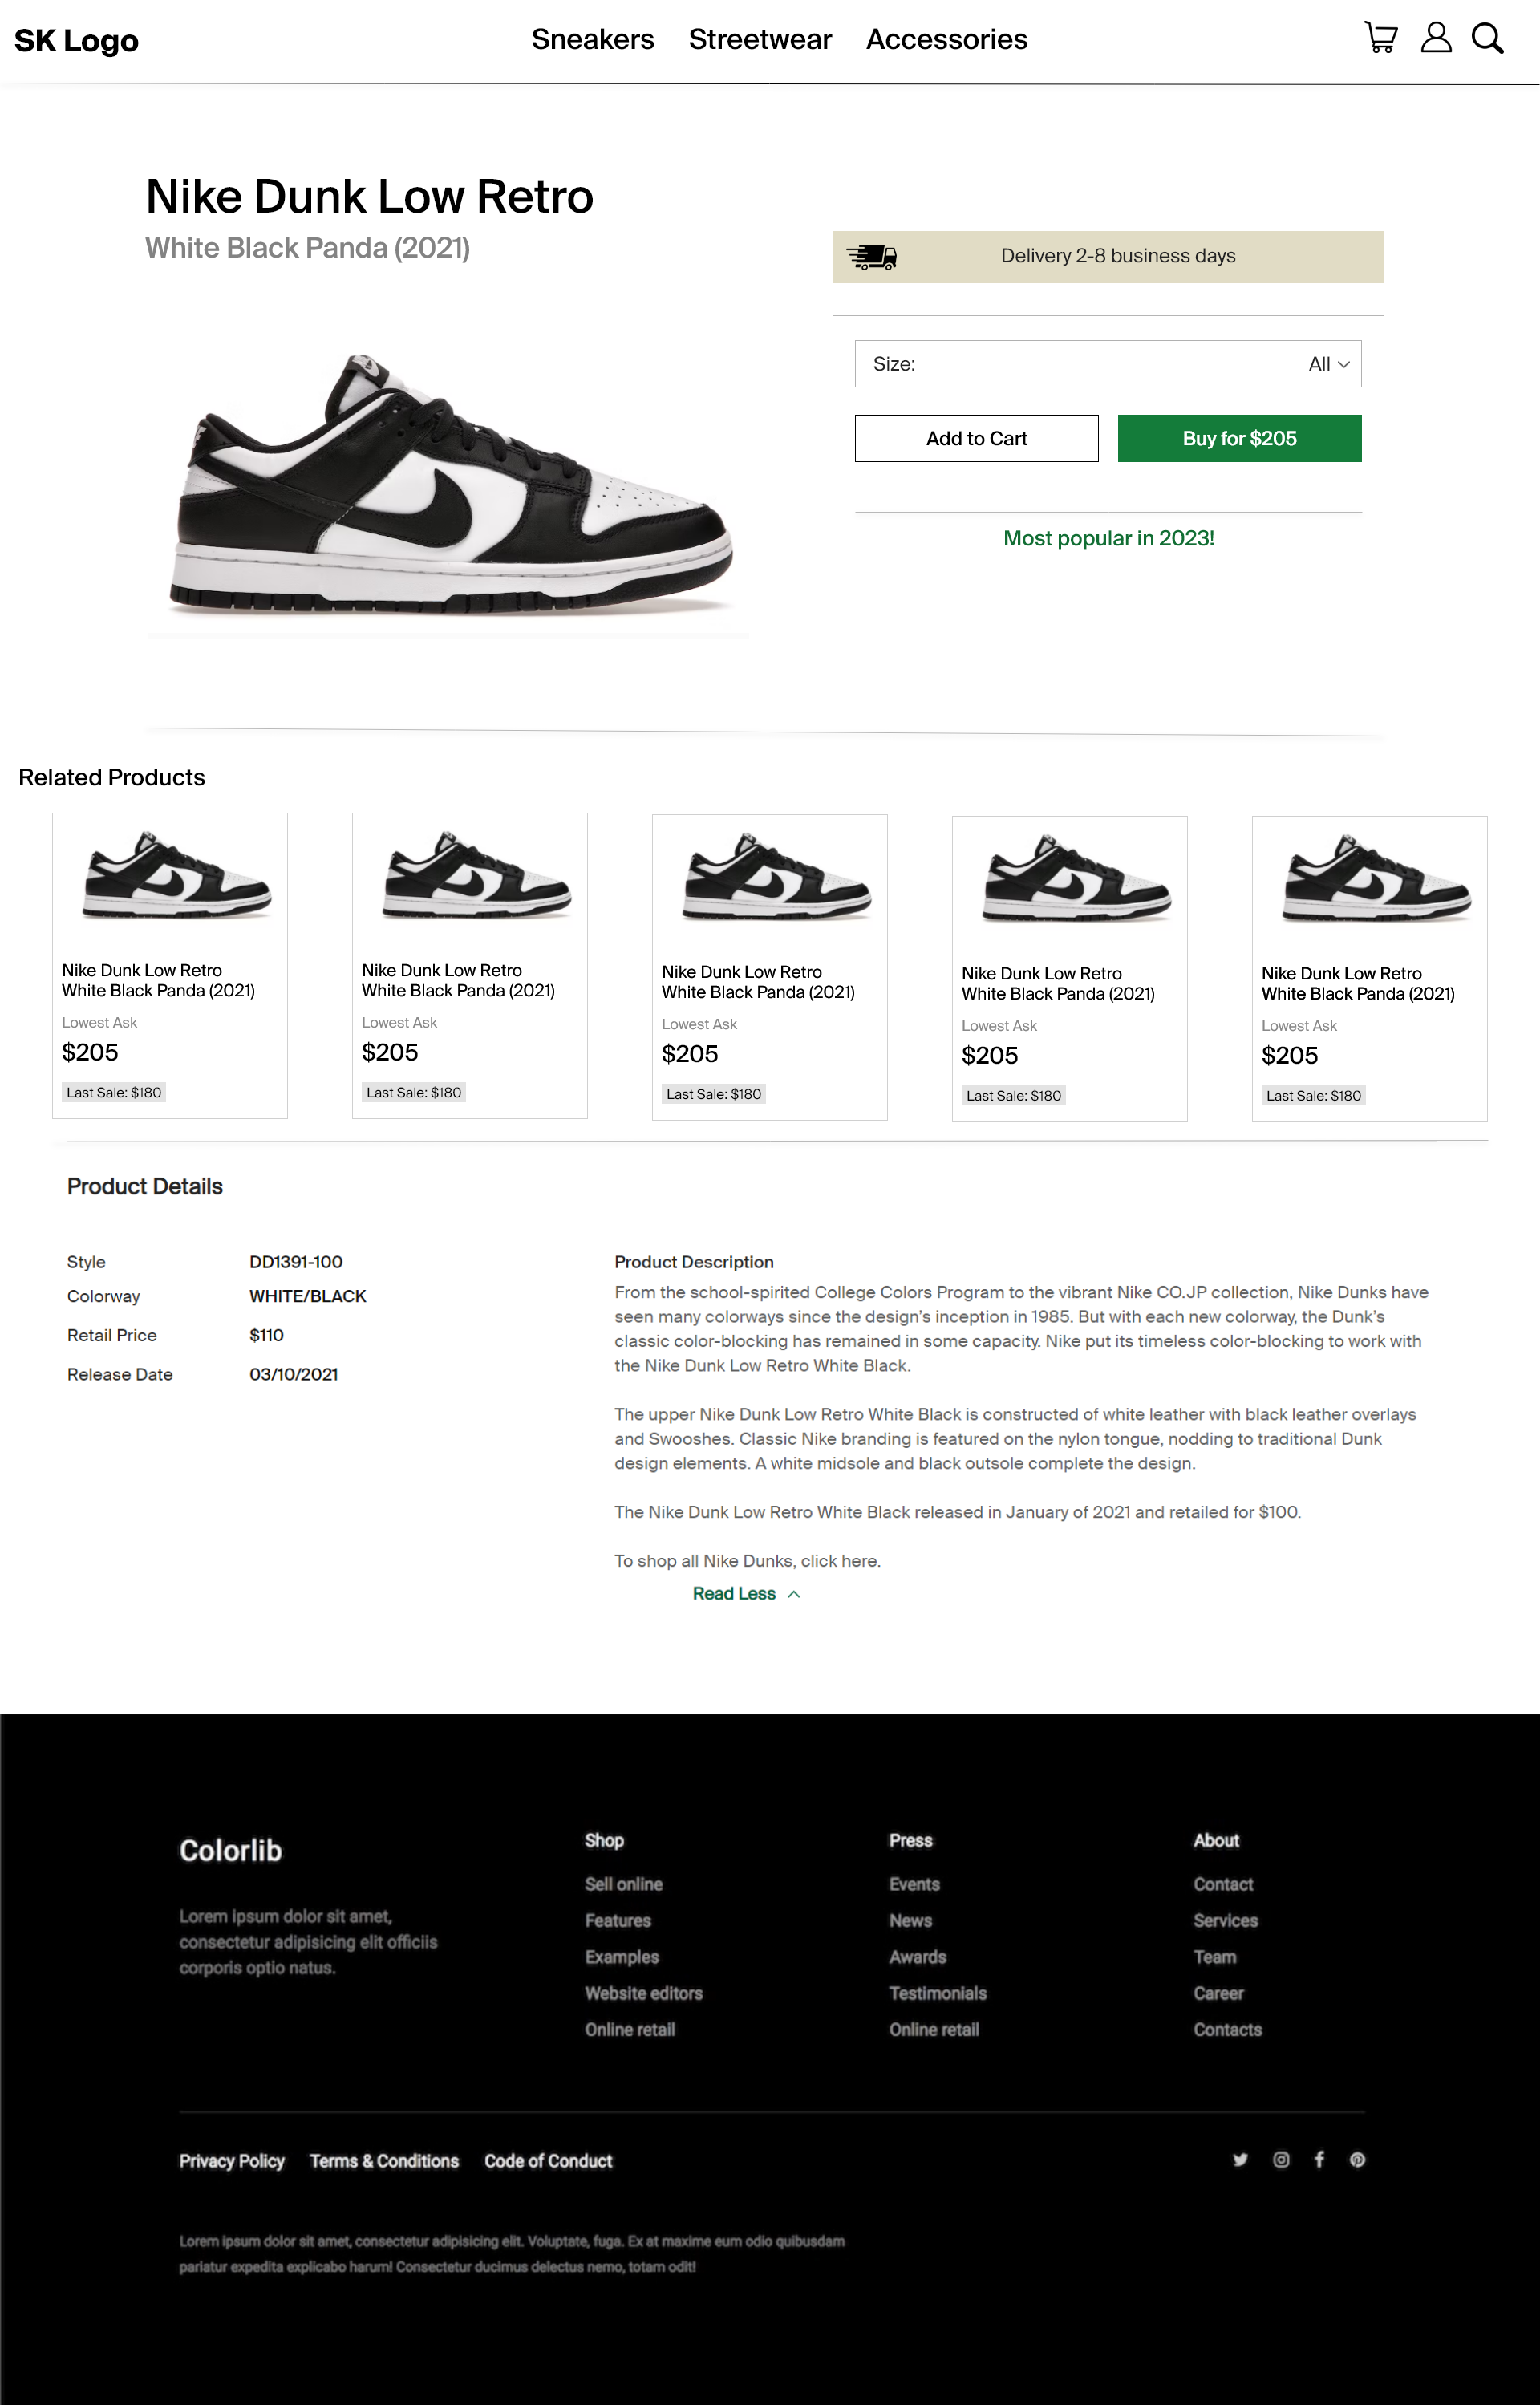 SK Logo
Sneakers Streetwear Accessories
Nike Dunk Low Retro
White Black Panda (2021)
Delivery 2-8 business days
Size: All
Add to Cart Buy for $205
Most popular in 2023!
Related Products
Nike Dunk Low Retro
White Black Panda (2021)
Lowest Ask
$205
Last Sale: $180
Nike Dunk Low Retro
White Black Panda (2021)
Lowest Ask
$205
Last Sale: $180
Nike Dunk Low Retro
White Black Panda (2021)
Lowest Ask
$205
Last Sale: $180
Nike Dunk Low Retro
White Black Panda (2021)
Lowest Ask
$205
Last Sale: $180
Nike Dunk Low Retro
White Black Panda (2021)
Lowest Ask
$205
Last Sale: $180
Product Details
Style DD1391-100
Colorway WHITE/BLACK
Retail Price $110
Release Date 03/10/2021
Product Description
From the school-spirited College Colors Program to the vibrant Nike CO.JP collection, Nike Dunks have
seen many colorways since the design's inception in 1985. But with each new colorway, the Dunk's
classic color-blocking has remained in some capacity. Nike put its timeless color-blocking to work with
the Nike Dunk Low Retro White Black.
The upper Nike Dunk Low Retro White Black is constructed of white leather with black leather overlays
and Swooshes. Classic Nike branding is featured on the nylon tongue, nodding to traditional Dunk
design elements. A white midsole and black outsole complete the design.
The Nike Dunk Low Retro White Black released in January of 2021 and retailed for $100.
To shop all Nike Dunks, click here.
Read Less
Colorlib
Lorem ipsum dolor sit amet,
consectetur adipisicing elit officiis
corporis optio natus.
Shop
Sell online
Features
Examples
Website editors
Online retail
Press
Events
News
Awards
Testimonials
Online retail
About
Contact
Services
Team
Career
Contacts
Privacy Policy Terms & Conditions Code of Conduct
Lorem ipsum dolor sit amet, consectetur adipisicing elit. Voluptate, fuga. Ex at maxime eum odio quibusdam
pariatur expedita explicabo harum! Consectetur ducimus delectus nemo, totam odit!